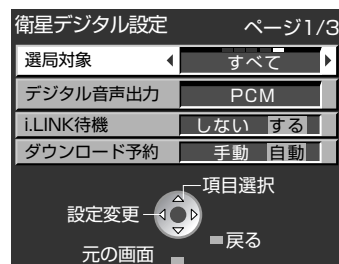 衛星デジタル設定 ページ1/3
選局対象 すべて
デジタル音声出力 PCM
i.LINK待機 しない する
ダウンロード予約 手動 自動
項目選択
設定変更
戻る
元の画面